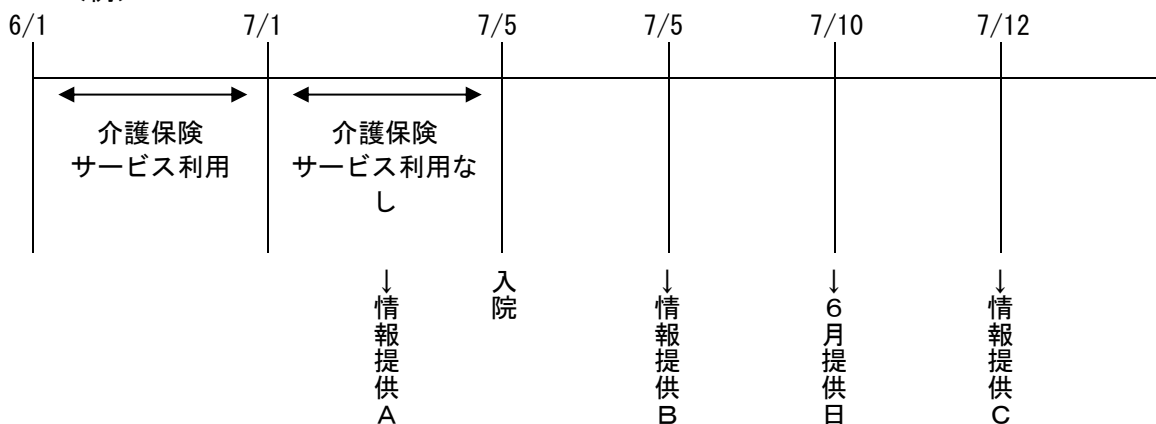 6/1 7/1 7/5 7/5 7/10 7/12
介護保険
サービス利用
介護保険
サービス利用な
し
↓情報提供A
入院
↓情報提供B
↓6月提供日
↓情報提供C